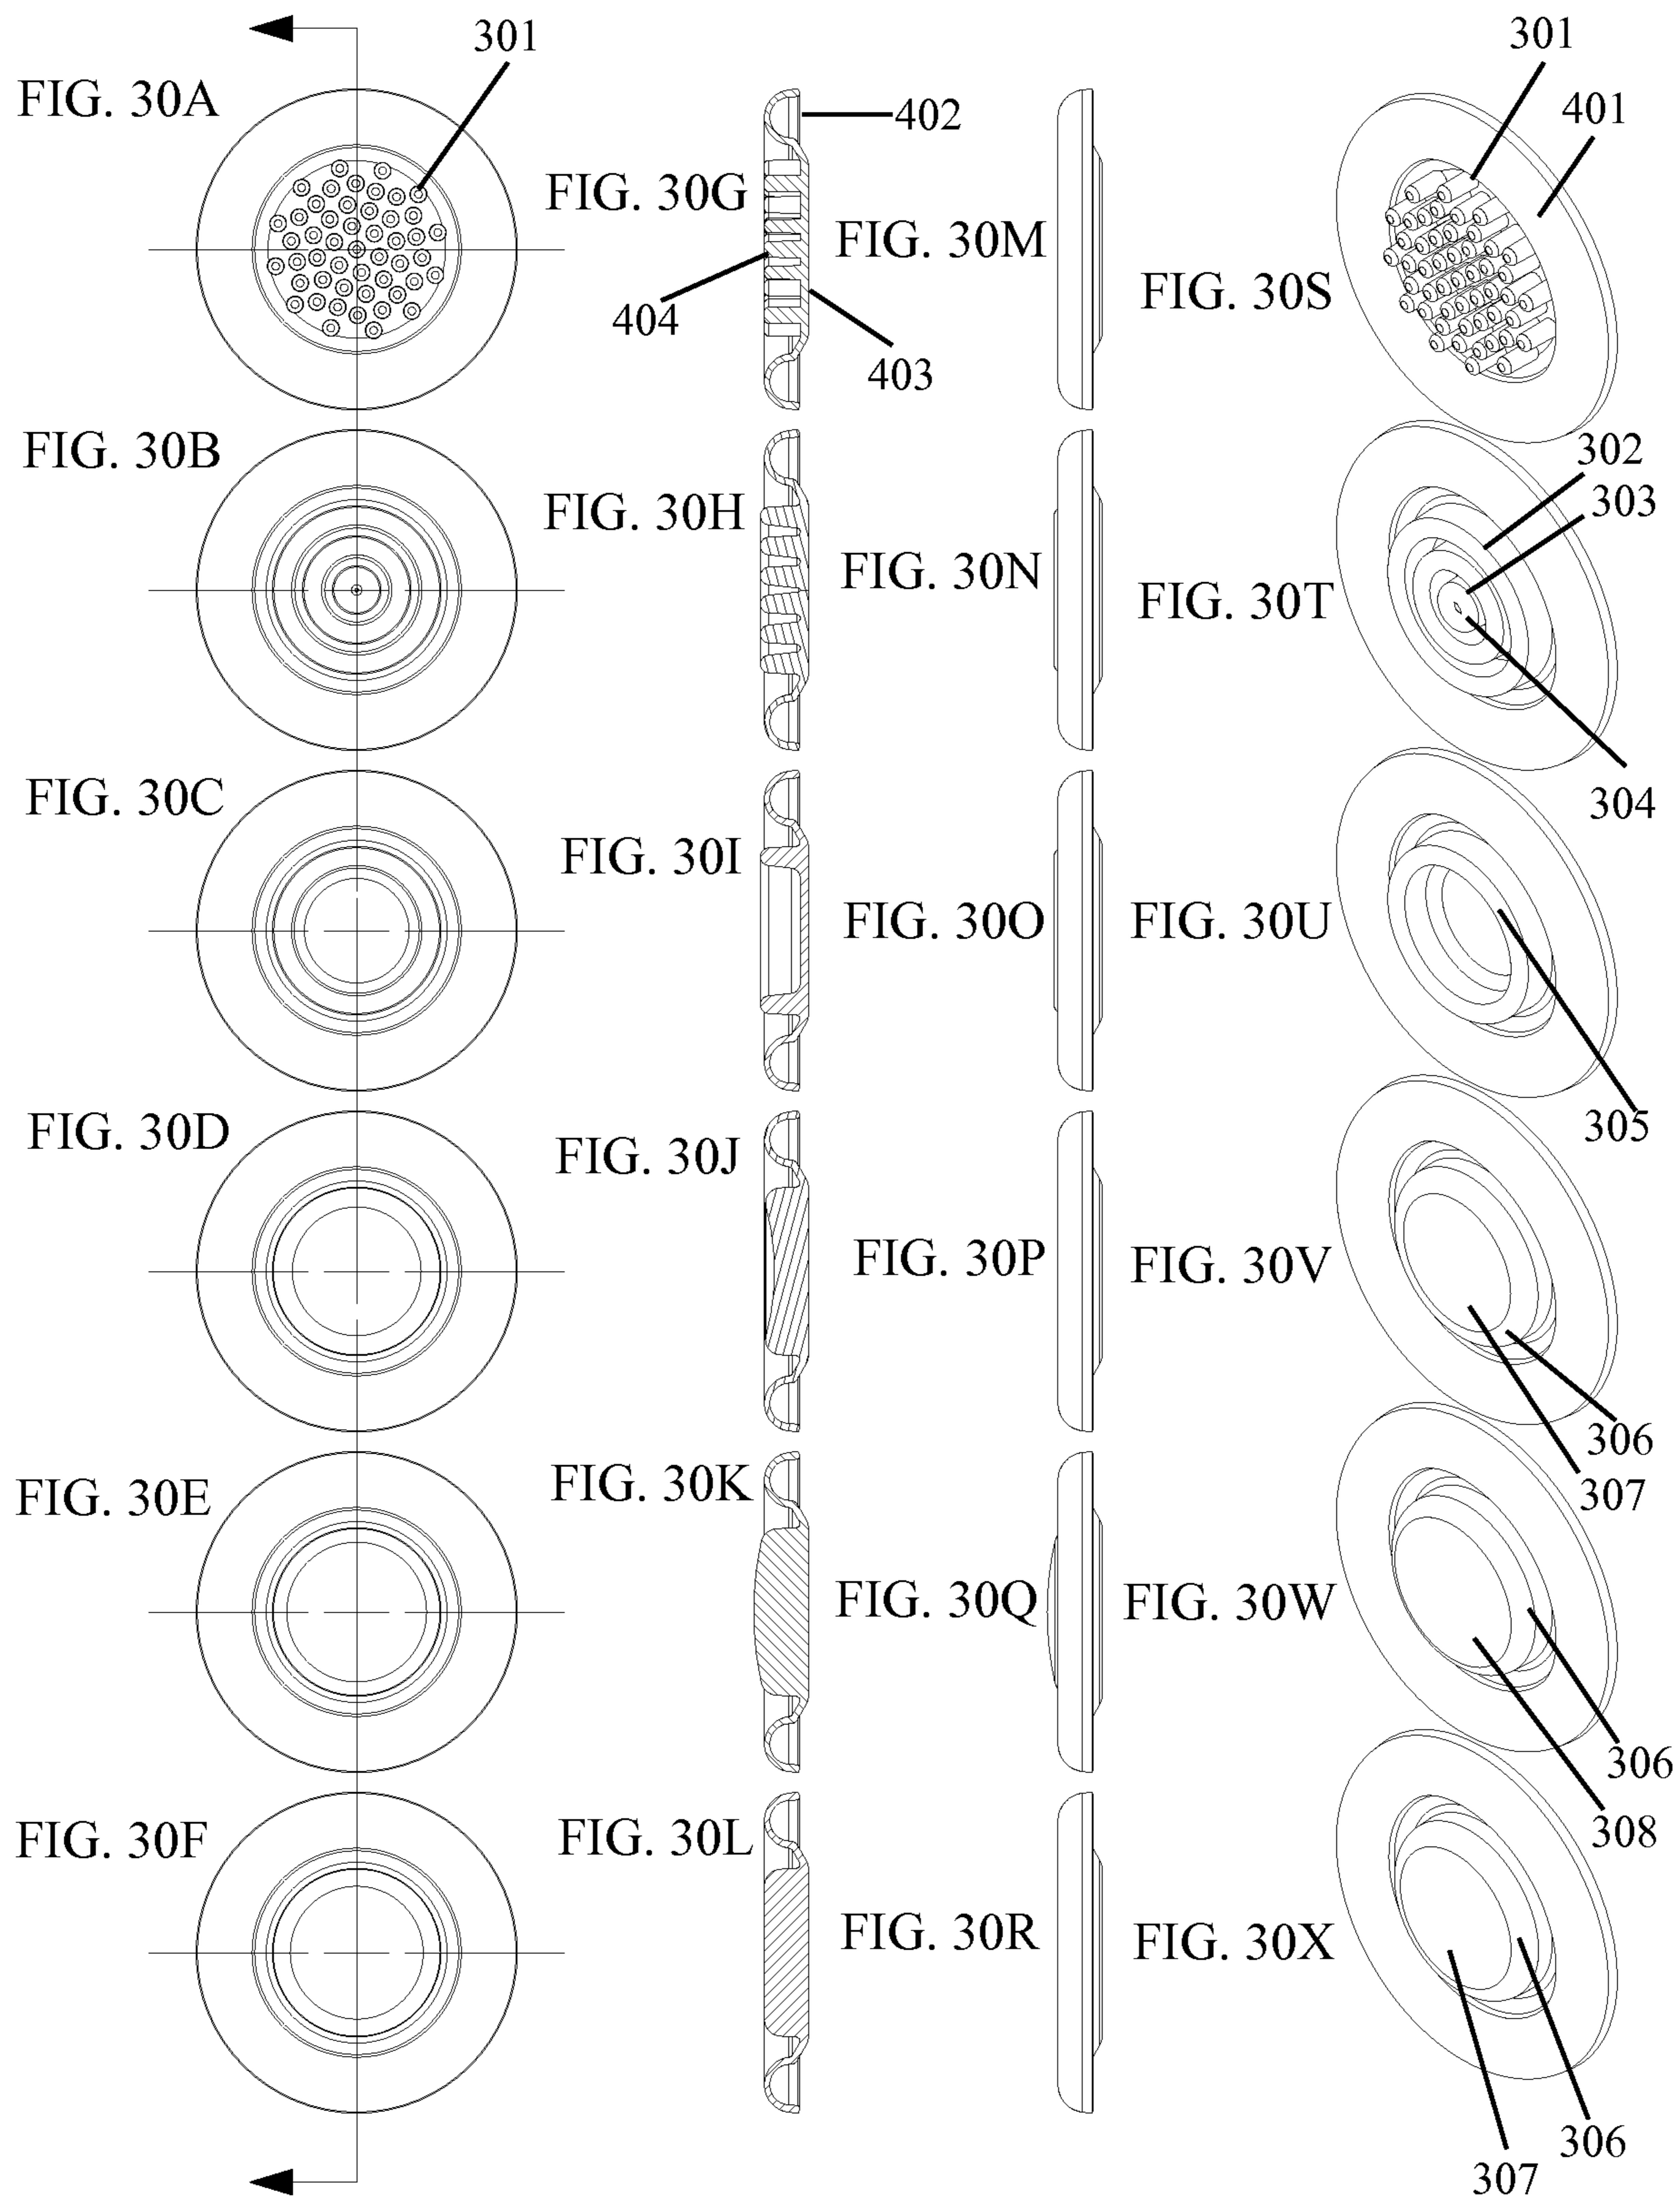 301
301
FIG. 30A
402
401
FIG. 30G
FIG. 30M
FIG. 30S
404
403
FIG. 30B
302
303
FIG. 30H
FIG. 30N
FIG. 30T
304
FIG. 30C
FIG. 30I
FIG. 30O
FIG. 30U
305
FIG. 30D
FIG. 30J
FIG. 30P
FIG. 30V
306
307
FIG. 30E
FIG. 30K
FIG. 30Q
FIG. 30W
306
308
FIG. 30F
FIG. 30L
FIG. 30R
FIG. 30X
306
307